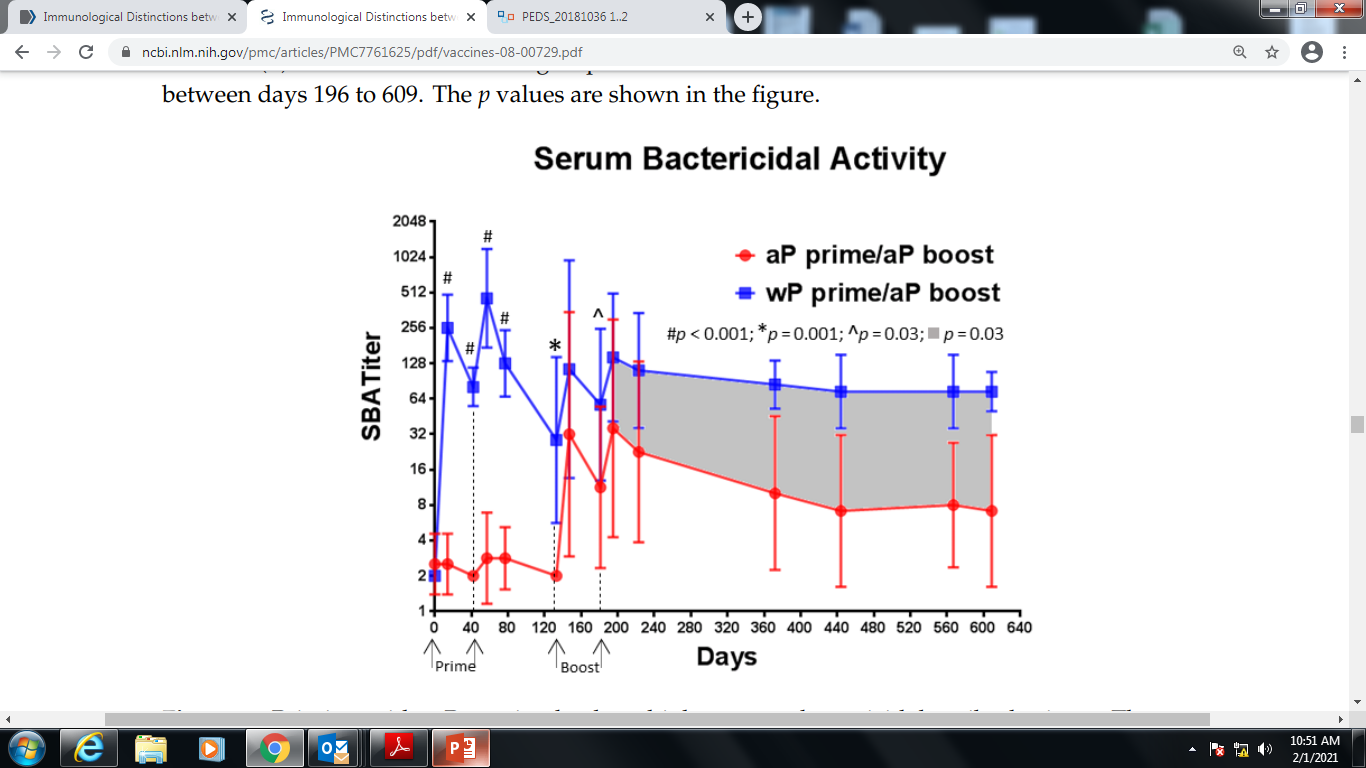 Immunological Distinctions betw
Immunological Distinctions betw
PEDS_20181036 1..2
ncbi.nlm.nih.gov/pmc/articles/PMC7761625/pdf/vaccines-08-00729.pdf
between days 196 to 609. The p values are shown in the figure.
Serum Bactericidal Activity
2048
1024
512
256
128
64
32
16
8
4
2
1
SBATiter
aP prime/aP boost
wP prime/aP boost
#p < 0.001; *p = 0.001; ^p = 0.03; p = 0.03
#
#
#
#
*
^
0 40 80 120 160 200 240 280 320 360 400 440 480 520 560 600 640
Prime Boost
Days
10:51 AM
2/1/2021